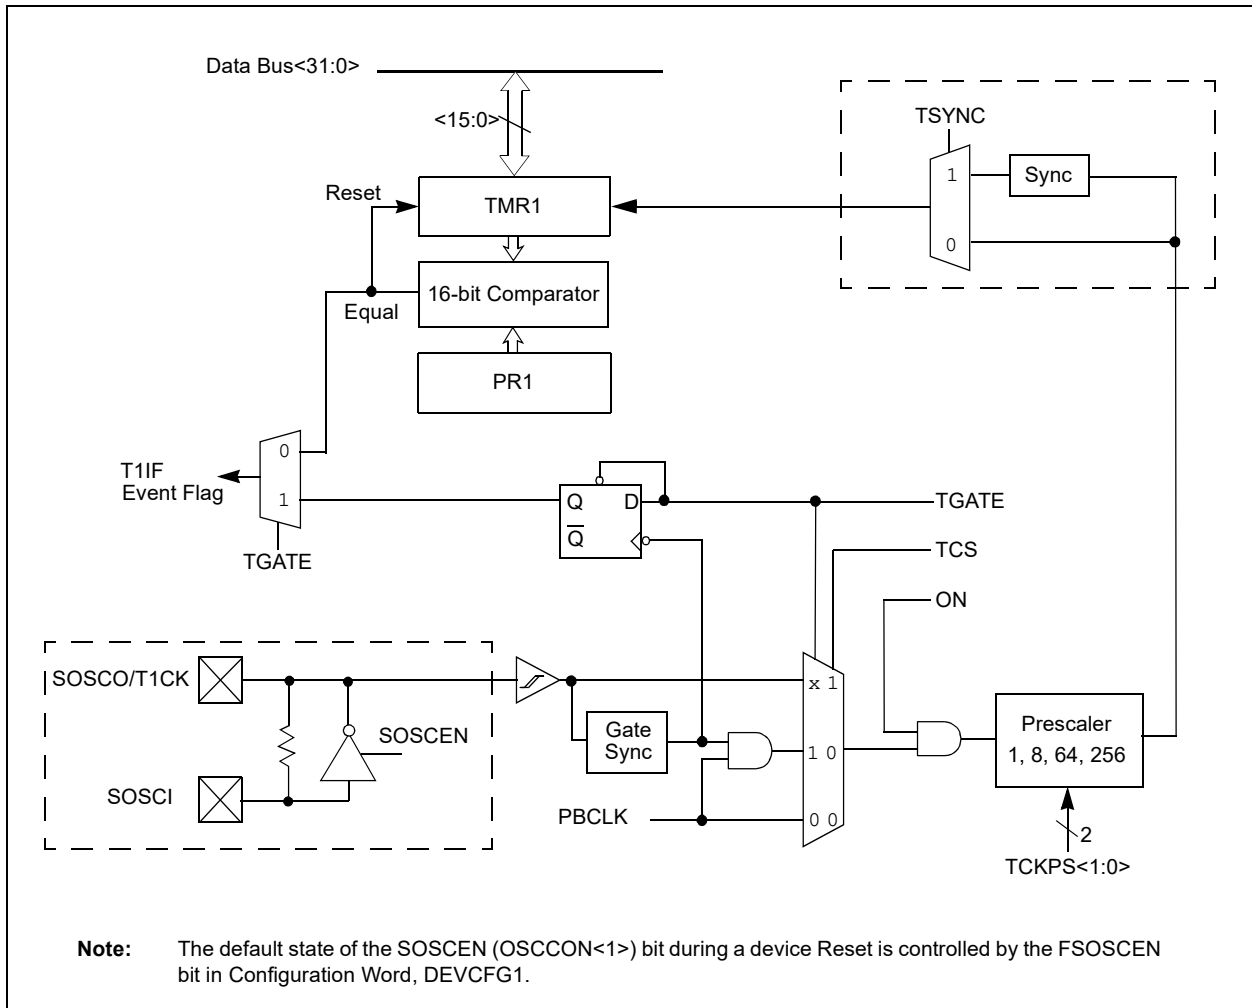 Data Bus<31:0>
<15:0>
TSYNC
Reset
TMR1
1
Sync
0
16-bit Comparator
Equal
PR1
0
T1IF
Event Flag
1
Q
D
TGATE
Q
TGATE
TCS
ON
SOSCO/T1CK
x 1
SOSCEN
Gate
Sync
1 0
Prescaler
1, 8, 64, 256
SOSCI
PBCLK
0 0
2
TCKPS<1:0>
Note: The default state of the SOSCEN (OSCCON<1>) bit during a device Reset is controlled by the FSOSCEN
bit in Configuration Word, DEVCFG1.